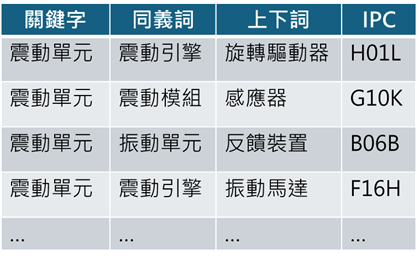 關鍵字 同義詞 上下詞 IPC
震動單元 震動引擎 旋轉驅動器 H01L
震動單元 震動模組 感應器 G10K
震動單元 振動單元 反饋裝置 B06B
震動單元 震動引擎 振動馬達 F16H
... ... ... ...